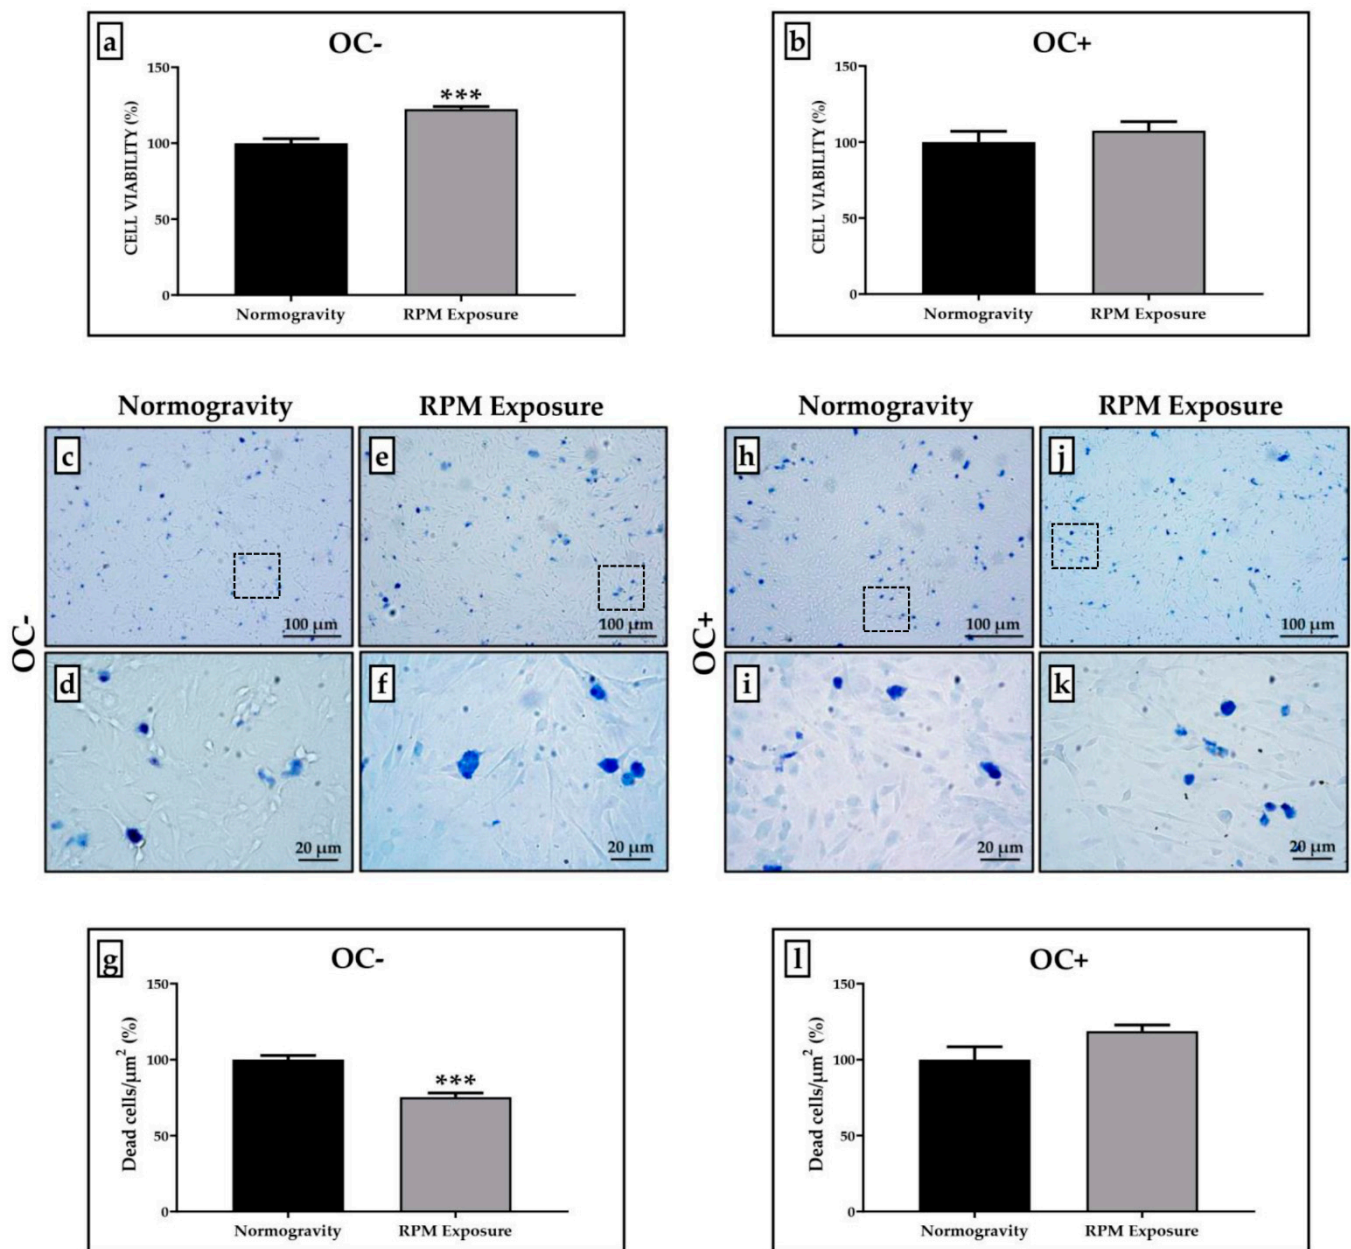 a
OC-
150
100
50
0
CELL VIABILITY (%)
***
Normogravity
RPM Exposure
b
OC+
150
100
50
0
CELL VIABILITY (%)
Normogravity
RPM Exposure
Normogravity
RPM Exposure
Normogravity
RPM Exposure
OC-
c
100 μm
e
100 μm
d
20 μm
f
20 μm
OC+
h
100 μm
j
100 μm
i
20 μm
k
20 μm
g
OC-
150
100
50
0
Dead cells/μm² (%)
***
Normogravity
RPM Exposure
l
OC+
150
100
50
0
Dead cells/μm² (%)
Normogravity
RPM Exposure